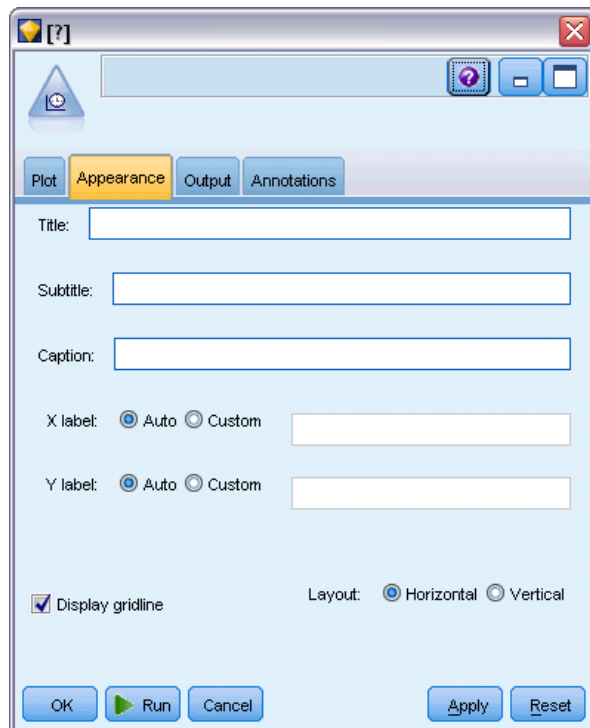 [?]
Plot Appearance Output Annotations
Title:
Subtitle:
Caption:
X label: Auto Custom
Y label: Auto Custom
Display gridline Layout: Horizontal Vertical
OK Run Cancel Apply Reset